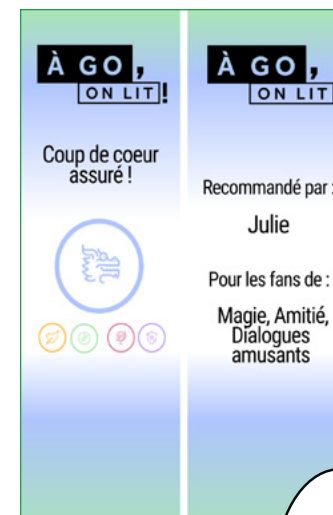 À GO,
ON LIT!
Coup de coeur
assuré !
À GO,
ON LIT
Recommandé par :
Julie
Pour les fans de :
Magie, Amitié,
Dialogues
amusants